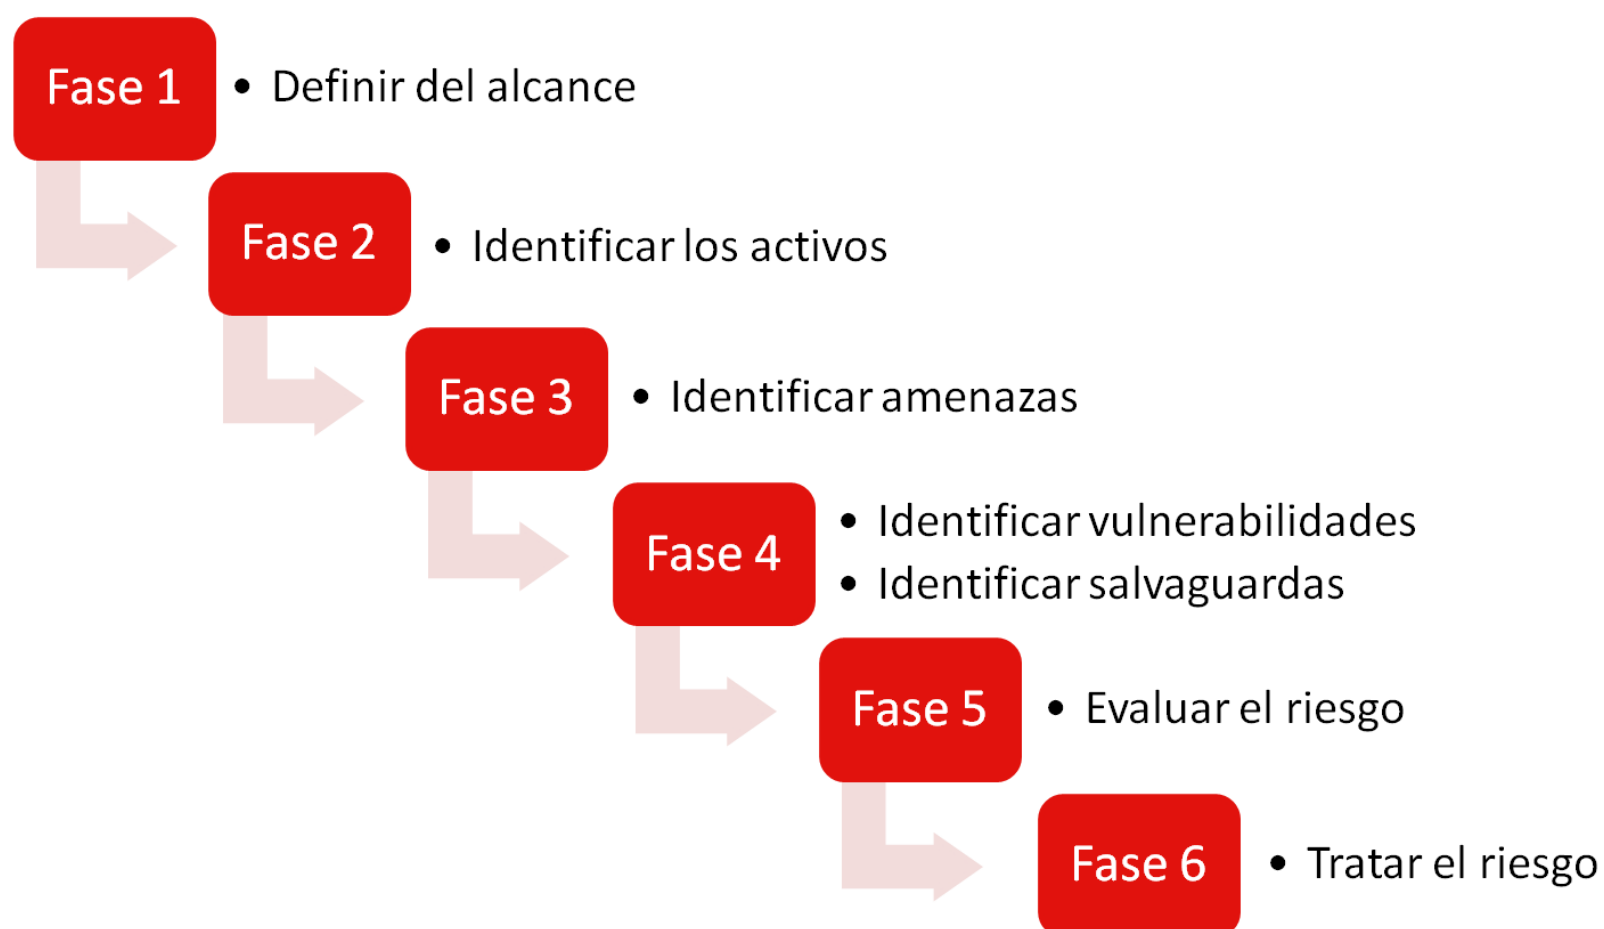 Fase 1
• Definir del alcance
Fase 2
• Identificar los activos
Fase 3
• Identificar amenazas
Fase 4
• Identificar vulnerabilidades
• Identificar salvaguardas
Fase 5
• Evaluar el riesgo
Fase 6
• Tratar el riesgo